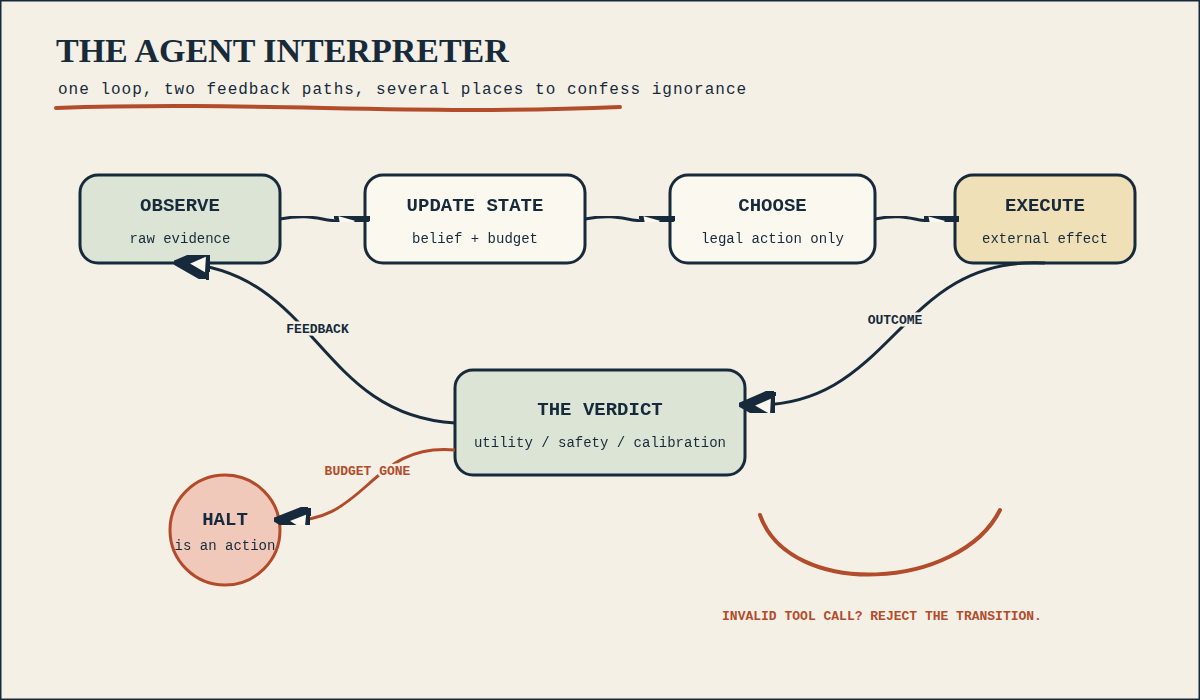 THE AGENT INTERPRETER
one loop, two feedback paths, several places to confess ignorance
OBSERVE
raw evidence
UPDATE STATE
belief + budget
CHOOSE
legal action only
EXECUTE
external effect
FEEDBACK
OUTCOME
THE VERDICT
utility / safety / calibration
BUDGET GONE
HALT
is an action
INVALID TOOL CALL? REJECT THE TRANSITION.